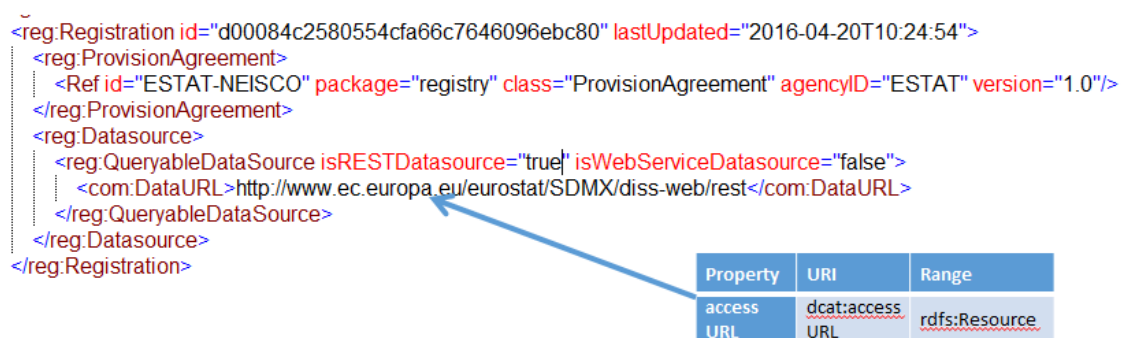 <reg:Registration id="d00084c2580554cfa66c7646096ebc80" lastUpdated="2016-04-20T10:24:54">
<reg:ProvisionAgreement>
<Ref id="ESTAT-NEISCO" package="registry" class="ProvisionAgreement" agencyID="ESTAT" version="1.0"/>
</reg:ProvisionAgreement>
<reg:Datasource>
<reg:QueryableDataSource isRESTDatasource="true" isWebServiceDatasource="false">
<com:DataURL>http://www.ec.europa.eu/eurostat/SDMX/diss-web/rest</com:DataURL>
</reg:QueryableDataSource>
</reg:Datasource>
</reg:Registration>
Property URI Range
access dcat:access rdfs:Resource
URL URL